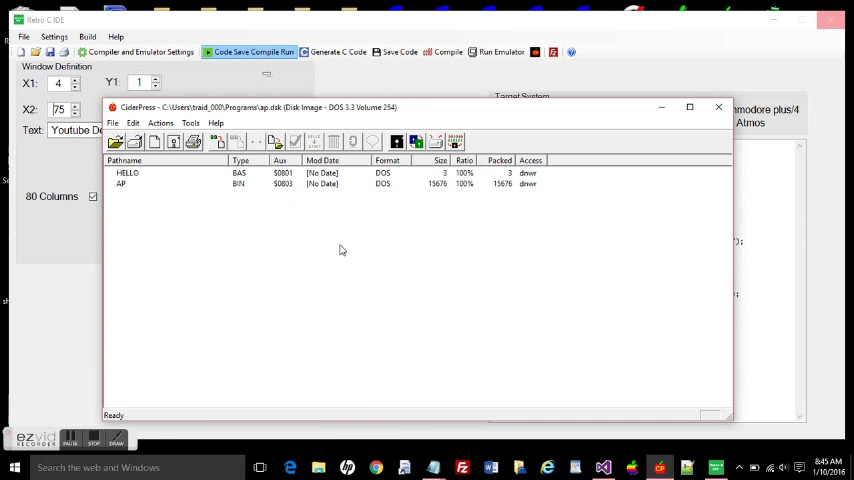 Retro C IDE
File Settings Build Help
Compiler and Emulator Settings Code Save Compile Run Generate C Code Save Code Compile Run Emulator
Window Definition
X1: 4 Y1: 1
X2: 75
Text: Youtube De
80 Columns
Target System
mmodore plus/4
Atmos
CiderPress - C:\Users\traid_000\Programs\ap.dsk (Disk Image - DOS 3.3 Volume 254)
File Edit Actions Tools Help
Pathname Type Aux Mod Date Format Size Ratio Packed Access
HELLO BAS $0801 [No Date] DOS 3 100% 3 dnwr
AP BIN $0803 [No Date] DOS 15676 100% 15676 dnwr
);
;
Ready
ezvid
RECORDER
PAUSE STOP DRAW
Search the web and Windows
8:45 AM
1/10/2016